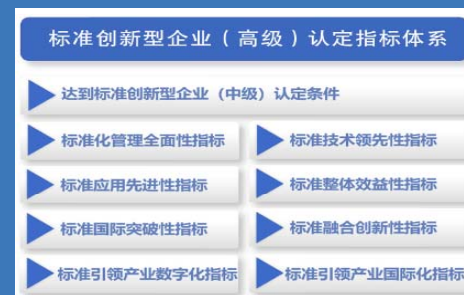 标准创新型企业（高级）认定指标体系
达到标准创新型企业（中级）认定条件
标准化管理全面性指标
标准技术领先性指标
标准应用先进性指标
标准整体效益性指标
标准国际突破性指标
标准融合创新性指标
标准引领产业数字化指标
标准引领产业国际化指标